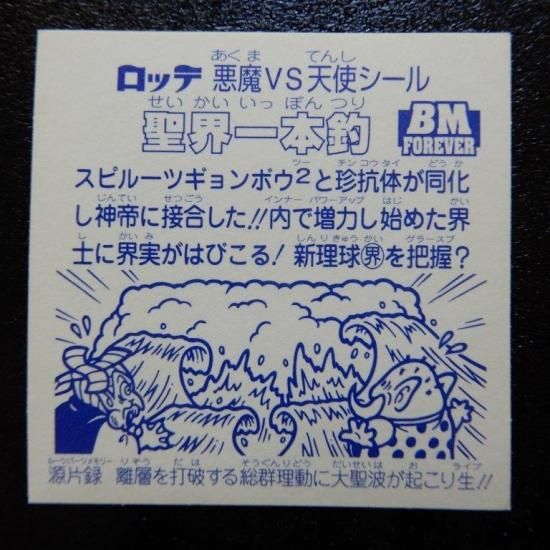 あくま てんし
ロッテ 悪魔VS天使シール
せいかいいっぽんつり
聖界一本釣
BM
FOREVER
ツー チンコウタイ どうか
スピルーツギョンボウ2と珍抗体が同化
じんてい せつごう インナー パワーアップ はじ かい
し神帝に接合した!!内で増力し始めた界
し かいみ しんりきゅうかい グラースプ
士に界実がはびこる!新理球㊩を把握?
ルーツパーツメモリー りそう だは そうぐんりどう だいせいは お ライブ
源片録 離層を打破する総群理動に大聖波が起こり生!!